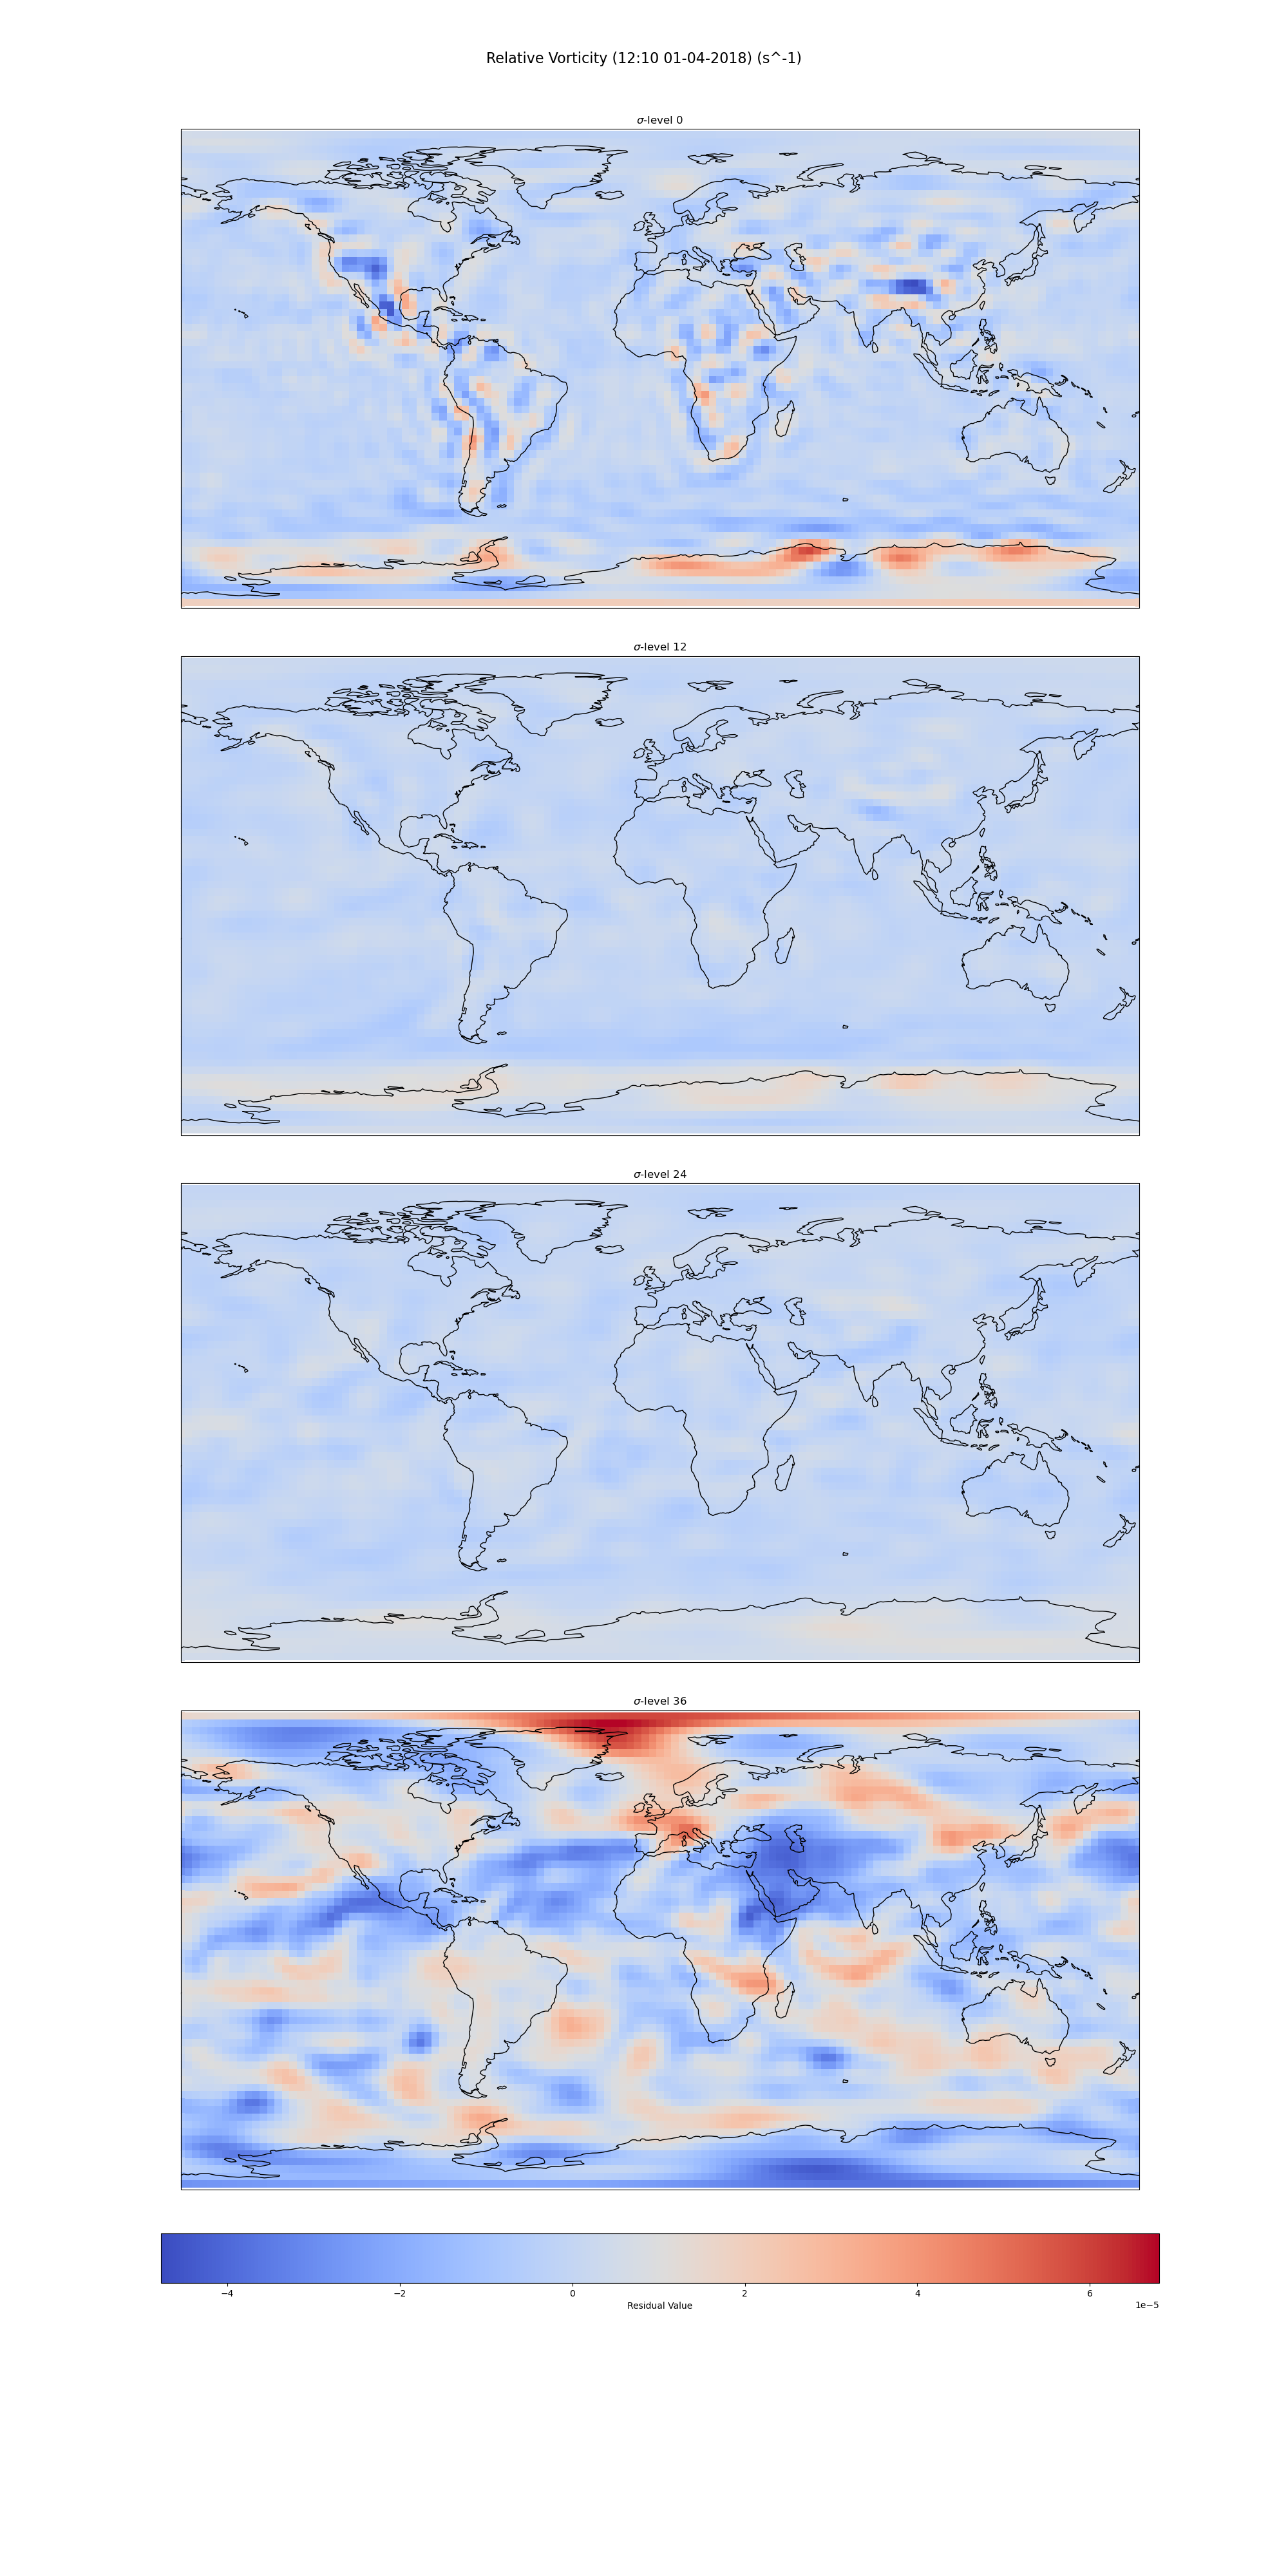 Relative Vorticity (12:10 01-04-2018) (s^-1)
σ-level 0
σ-level 12
σ-level 24
σ-level 36
−4 −2 0 2 4 6
1e−5
Residual Value